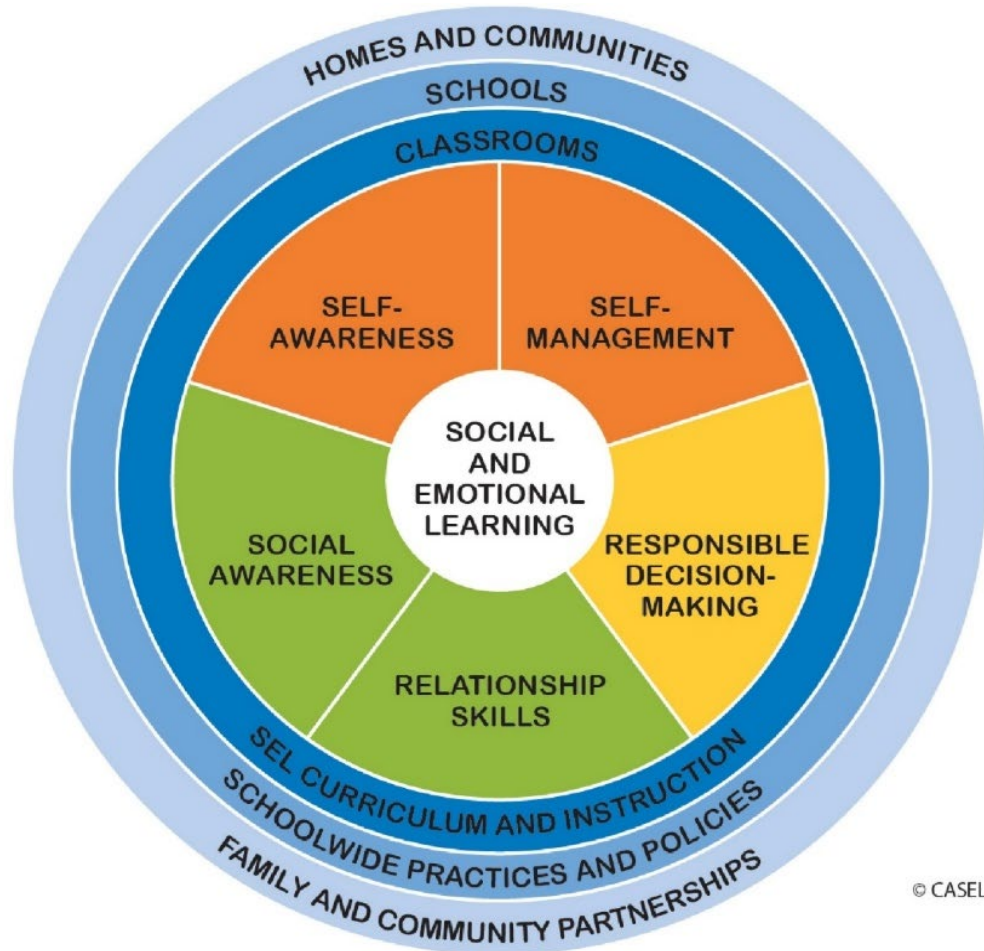 HOMES AND COMMUNITIES
SCHOOLS
CLASSROOMS
SELF-
AWARENESS
SELF-
MANAGEMENT
SOCIAL
AND
EMOTIONAL
LEARNING
SOCIAL
AWARENESS
RESPONSIBLE
DECISION-
MAKING
RELATIONSHIP
SKILLS
SEL CURRICULUM AND INSTRUCTION
SCHOOLWIDE PRACTICES AND POLICIES
FAMILY AND COMMUNITY PARTNERSHIPS
© CASEL